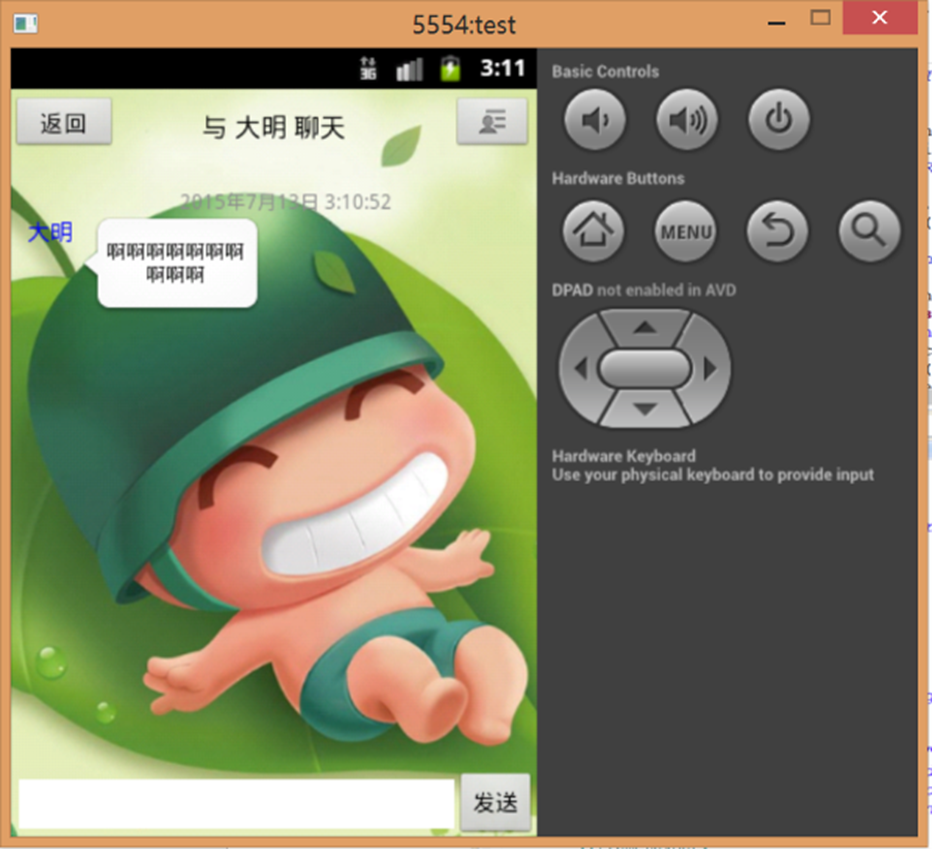 5554:test
3G 3:11
返回
与 大明 聊天
2015年7月13日 3:10:52
大明
啊啊啊啊啊啊啊
啊啊啊
发送
Basic Controls
Hardware Buttons
MENU
DPAD not enabled in AVD
Hardware Keyboard
Use your physical keyboard to provide input